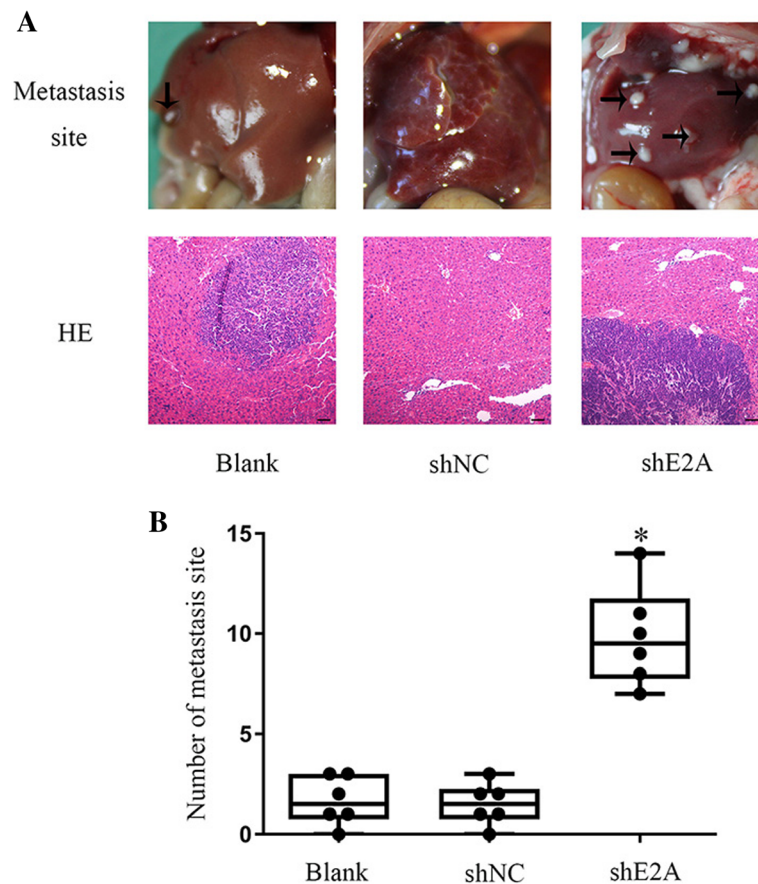 A
Metastasis
site
HE
Blank shNC shE2A
B
Number of metastasis site
15
*
10
5
0
Blank shNC shE2A